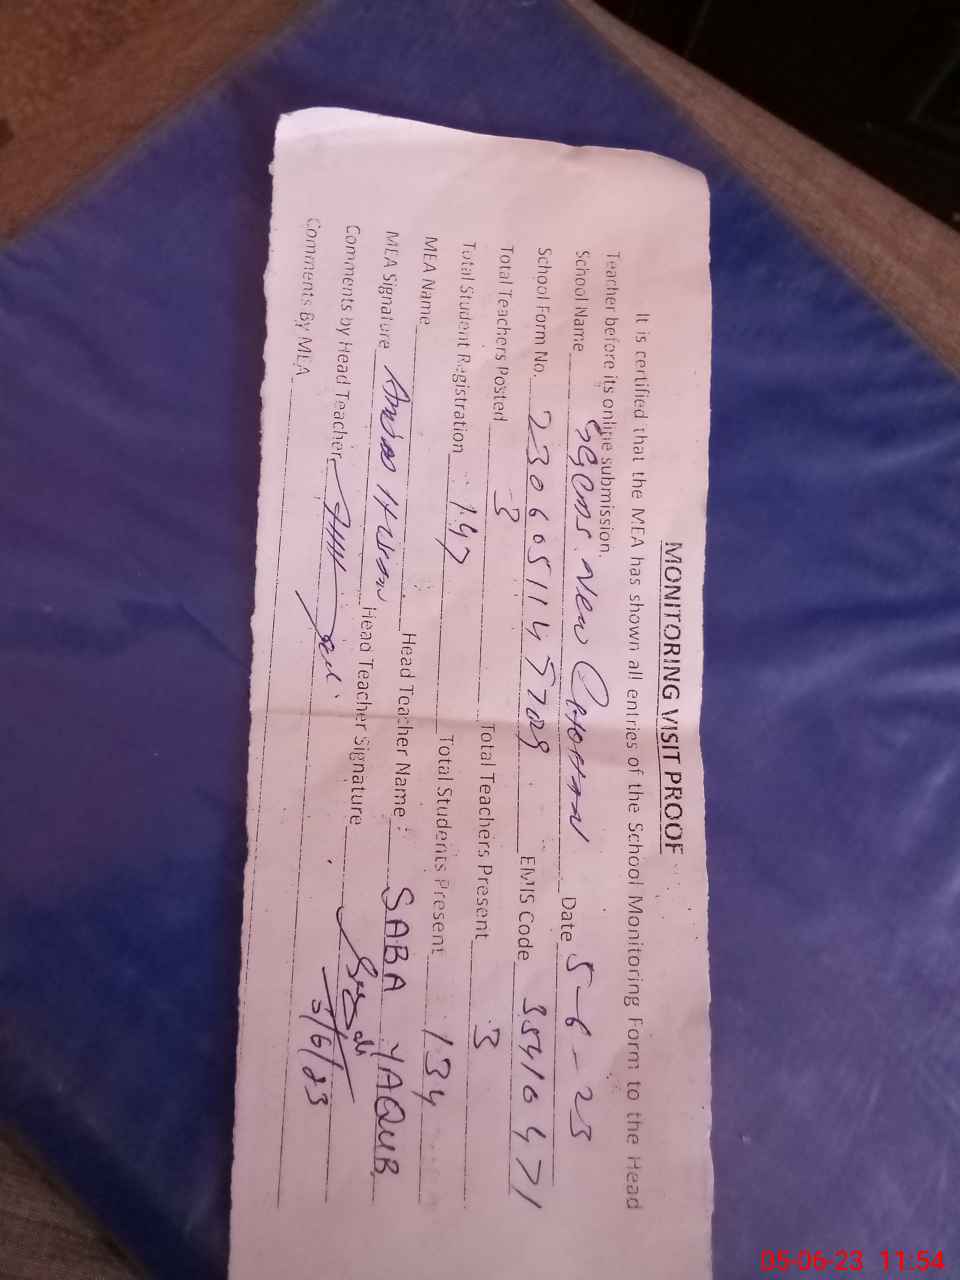 MONITORING VISIT PROOF
It is certified that the MEA has shown all entries of the School Monitoring Form to the Head
Teacher before its online submission.
School Name New Date 5-6-23
School Form No. EMIS Code 35410471
Total Teachers Posted 3 Total Teachers Present 3
Total Student Registration 147 Total Students Present 134
MEA Name Head Teacher Name: SABA YAQUB
MEA Signature Head Teacher Signature
5/6/23
Comments by Head Teacher
Comments By MEA
05-06-23 11:54